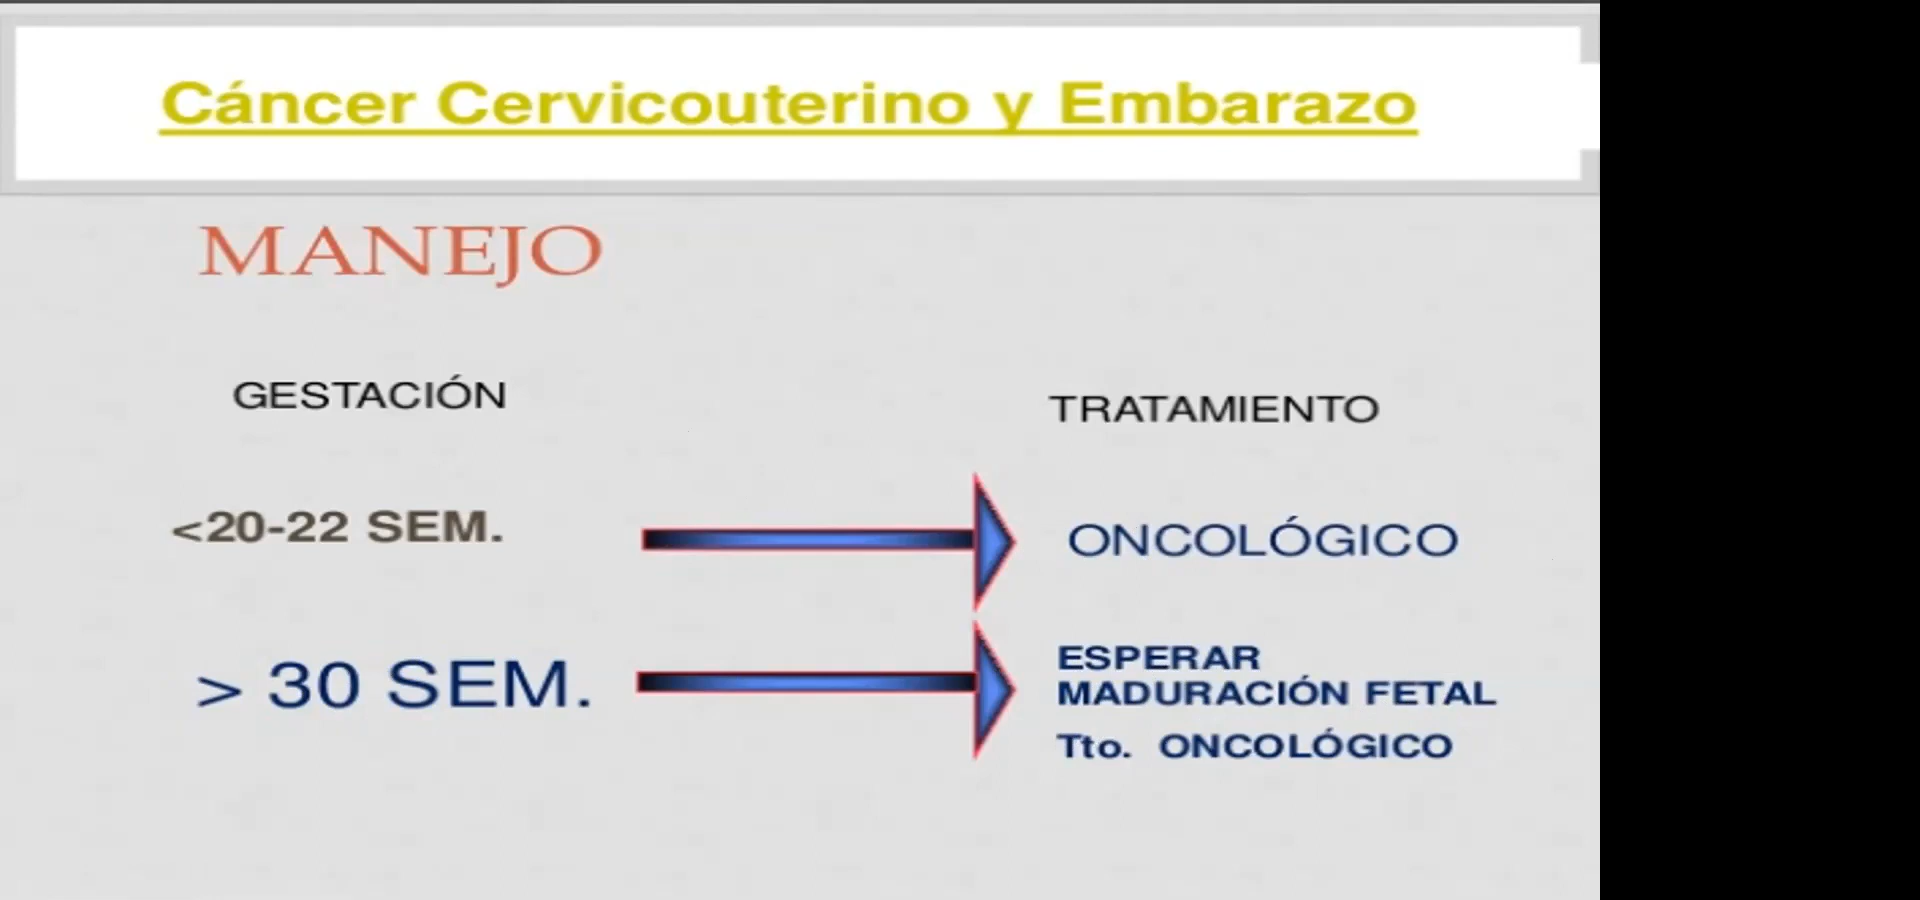 Cáncer Cervicouterino y Embarazo
MANEJO
GESTACIÓN
TRATAMIENTO
<20-22 SEM.
ONCOLÓGICO
> 30 SEM.
ESPERAR
MADURACIÓN FETAL
Tto. ONCOLÓGICO